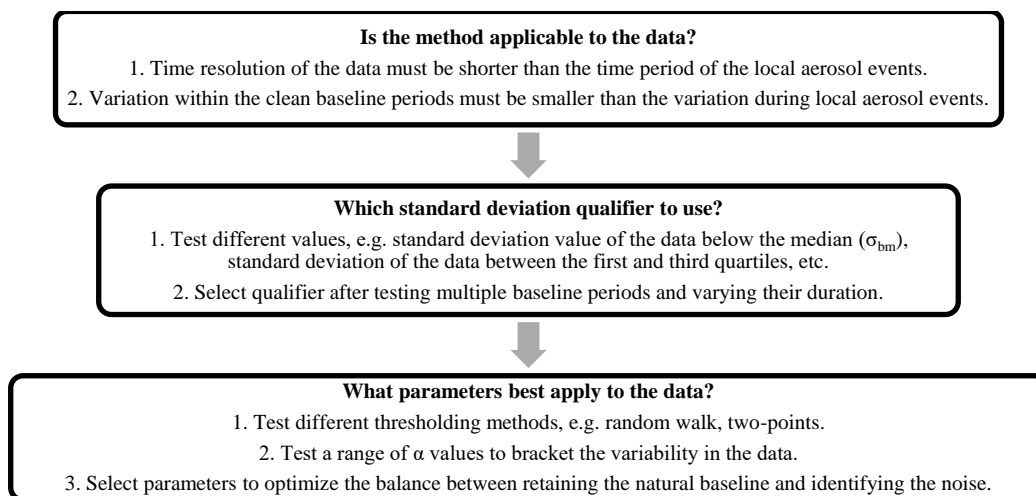 Is the method applicable to the data?
1. Time resolution of the data must be shorter than the time period of the local aerosol events.
2. Variation within the clean baseline periods must be smaller than the variation during local aerosol events.
Which standard deviation qualifier to use?
1. Test different values, e.g. standard deviation value of the data below the median (σbm),
standard deviation of the data between the first and third quartiles, etc.
2. Select qualifier after testing multiple baseline periods and varying their duration.
What parameters best apply to the data?
1. Test different thresholding methods, e.g. random walk, two-points.
2. Test a range of α values to bracket the variability in the data.
3. Select parameters to optimize the balance between retaining the natural baseline and identifying the noise.